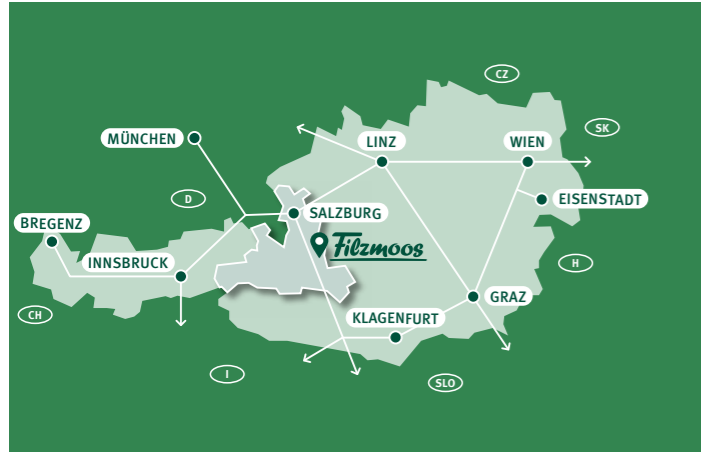 CZ
SK
MÜNCHEN
LINZ
WIEN
D
EISENSTADT
BREGENZ
SALZBURG
Filzmoos
INNSBRUCK
H
GRAZ
CH
KLAGENFURT
I
SLO